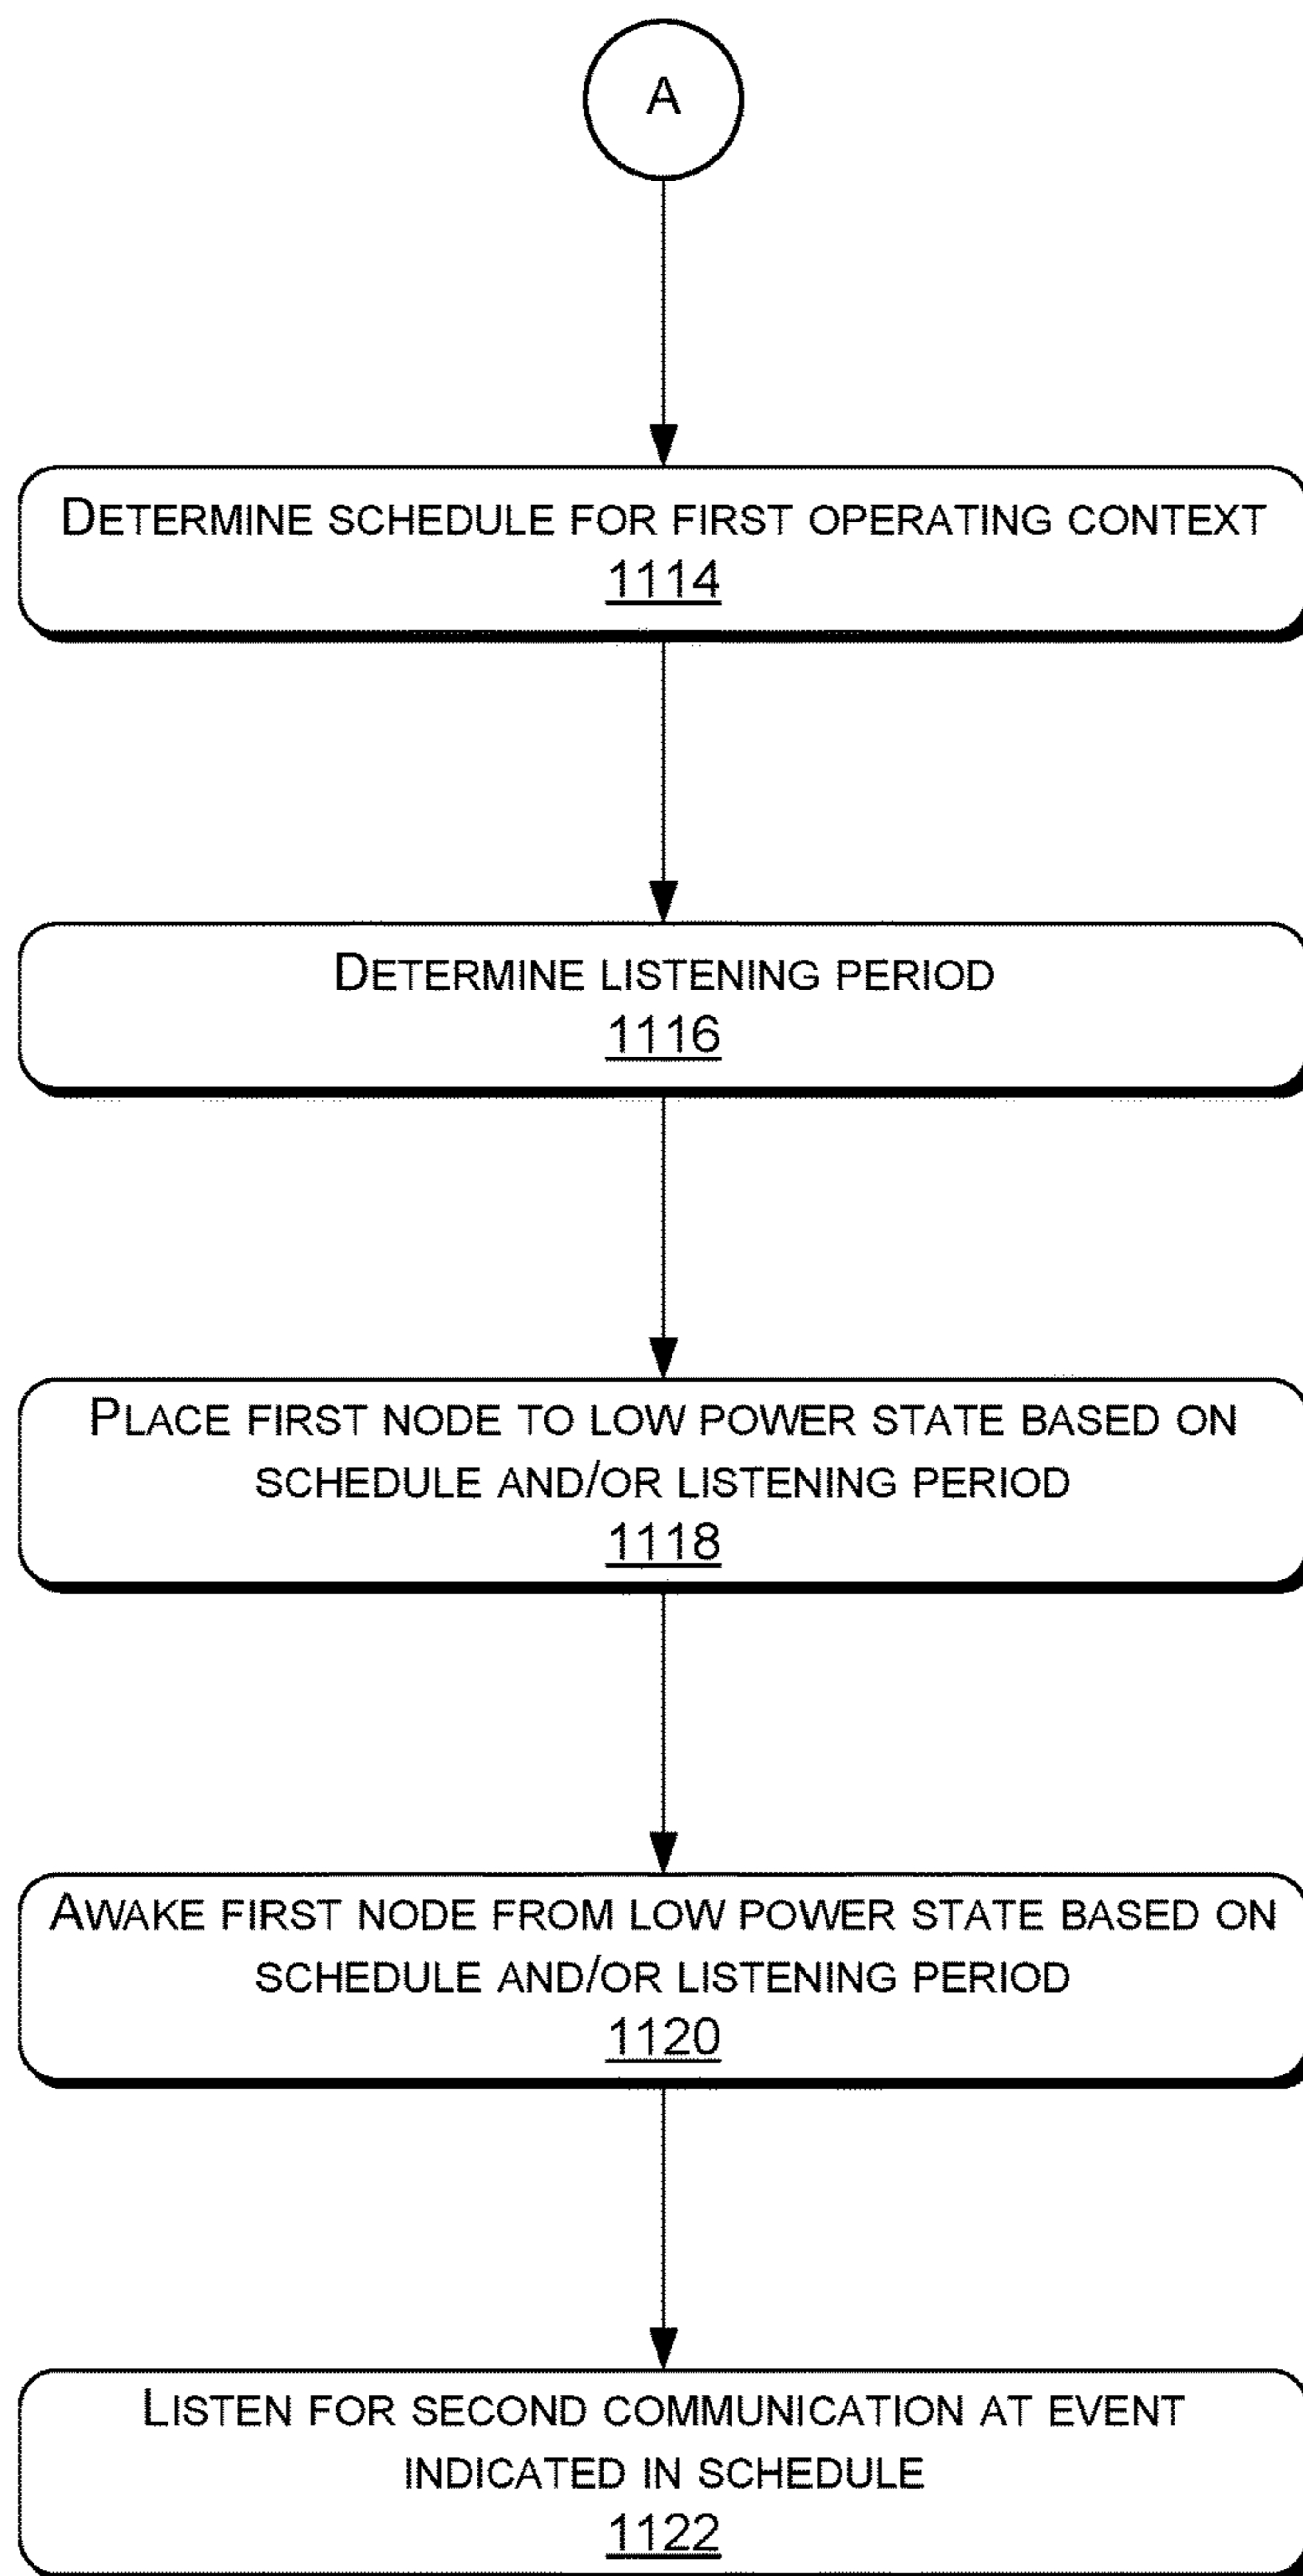 A
DETERMINE SCHEDULE FOR FIRST OPERATING CONTEXT
1114
DETERMINE LISTENING PERIOD
1116
PLACE FIRST NODE TO LOW POWER STATE BASED ON
SCHEDULE AND/OR LISTENING PERIOD
1118
AWAKE FIRST NODE FROM LOW POWER STATE BASED ON
SCHEDULE AND/OR LISTENING PERIOD
1120
LISTEN FOR SECOND COMMUNICATION AT EVENT
INDICATED IN SCHEDULE
1122